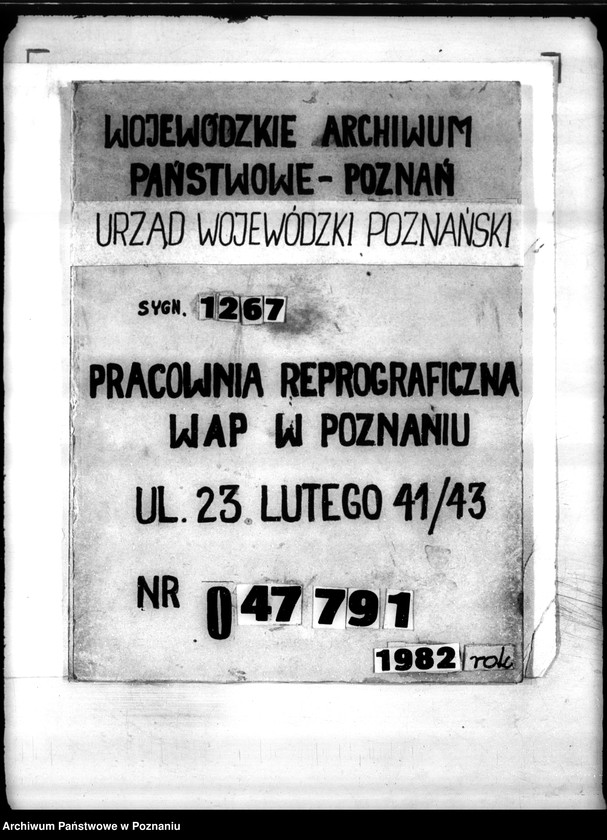 WOJEWÓDZKIE ARCHIWUM
PAŃSTWOWE - POZNAŃ
URZĄD WOJEWÓDZKI POZNAŃSKI
SYGN. 1267
PRACOWNIA REPROGRAFICZNA
WAP W POZNANIU
UL. 23 LUTEGO 41/43
NR 047791
1982 rok
Archiwum Państwowe w Poznaniu